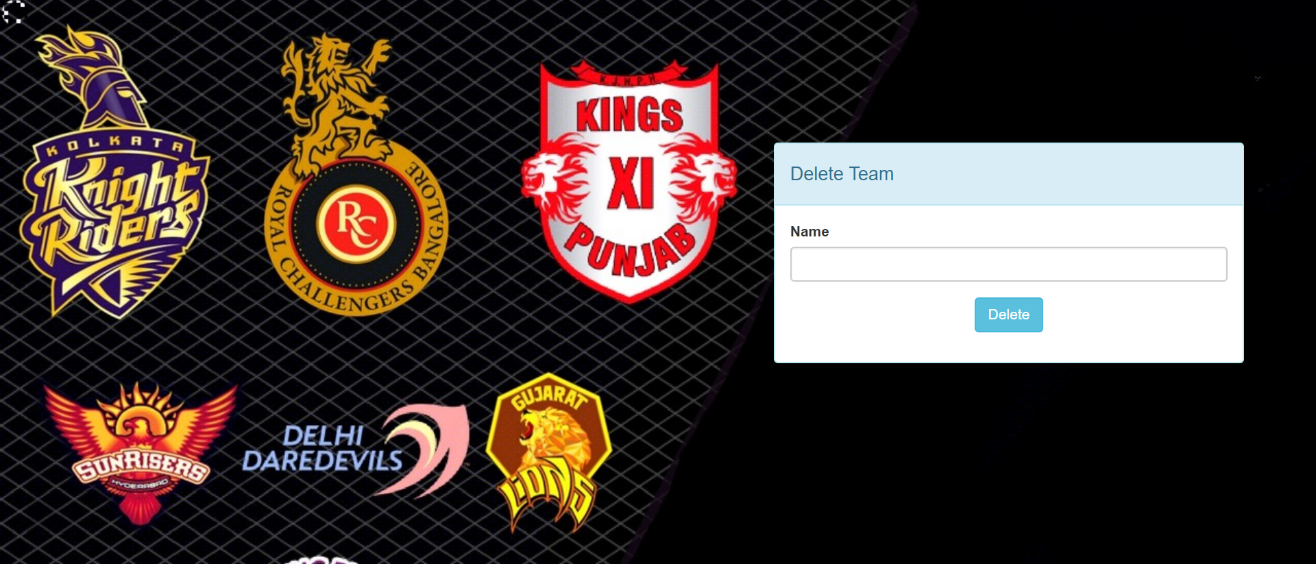 KOLKATA
Knight
Riders
ROYAL CHALLENGERS BANGALORE
RC
K.J.H.P.H
KINGS
XI
PUNJAB
Delete Team
Name
Delete
SUNRISERS
HYDERABAD
DELHI
DAREDEVILS
GUJARAT
LIONS